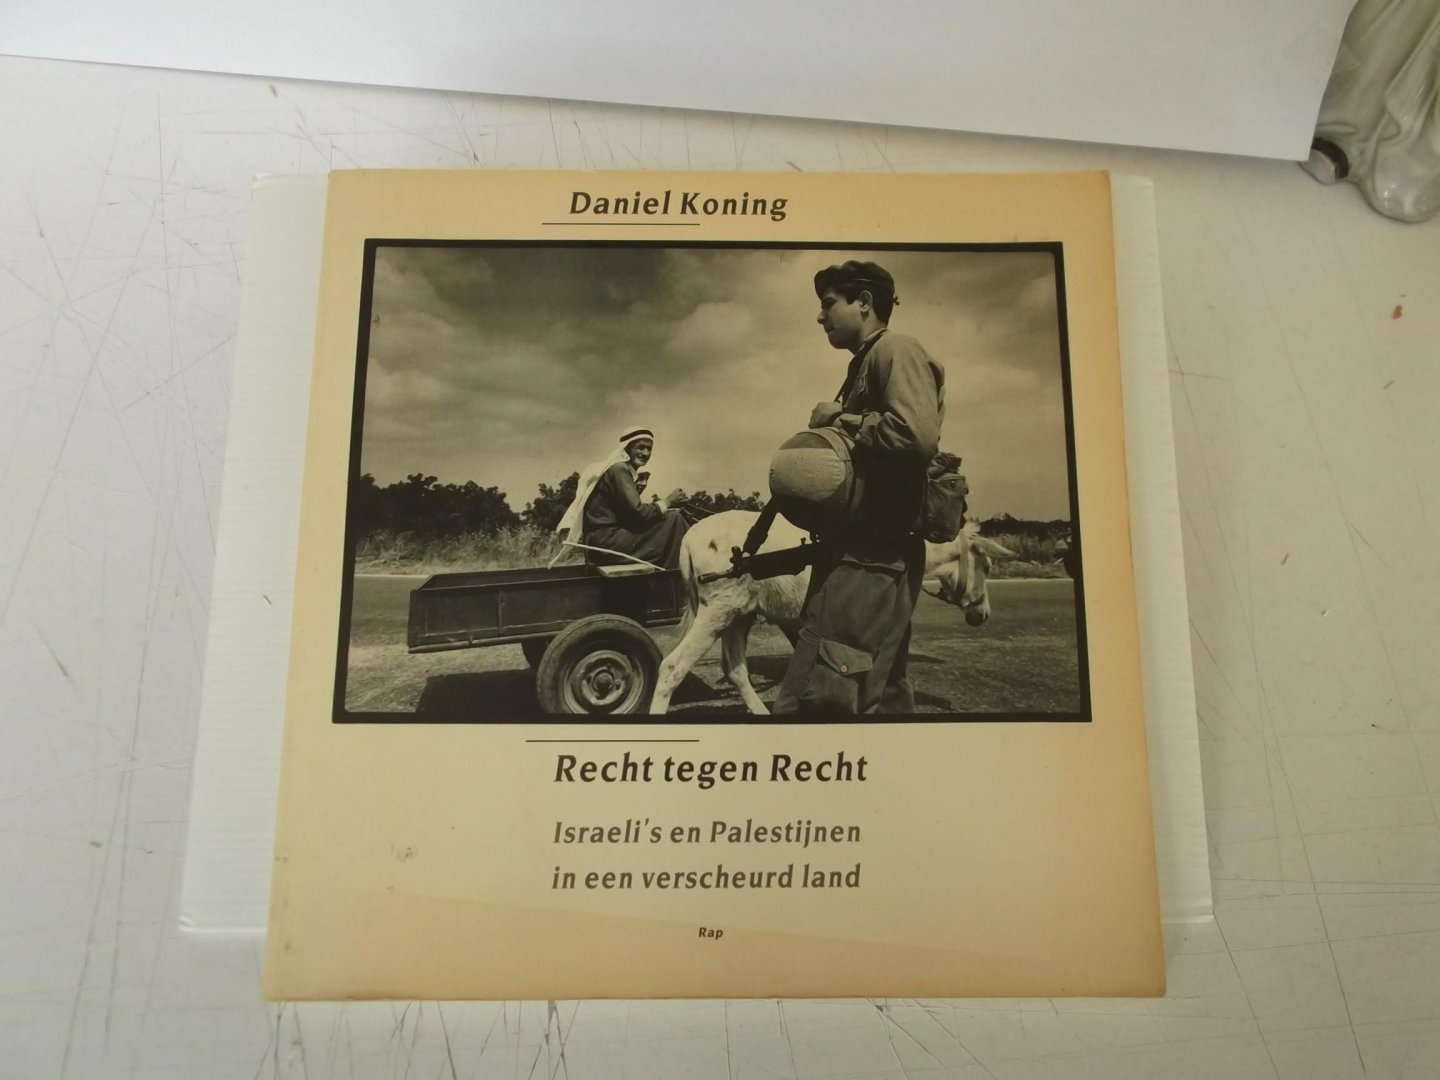 Daniel Koning
Recht tegen Recht
Israeli's en Palestijnen
in een verscheurd land
Rap